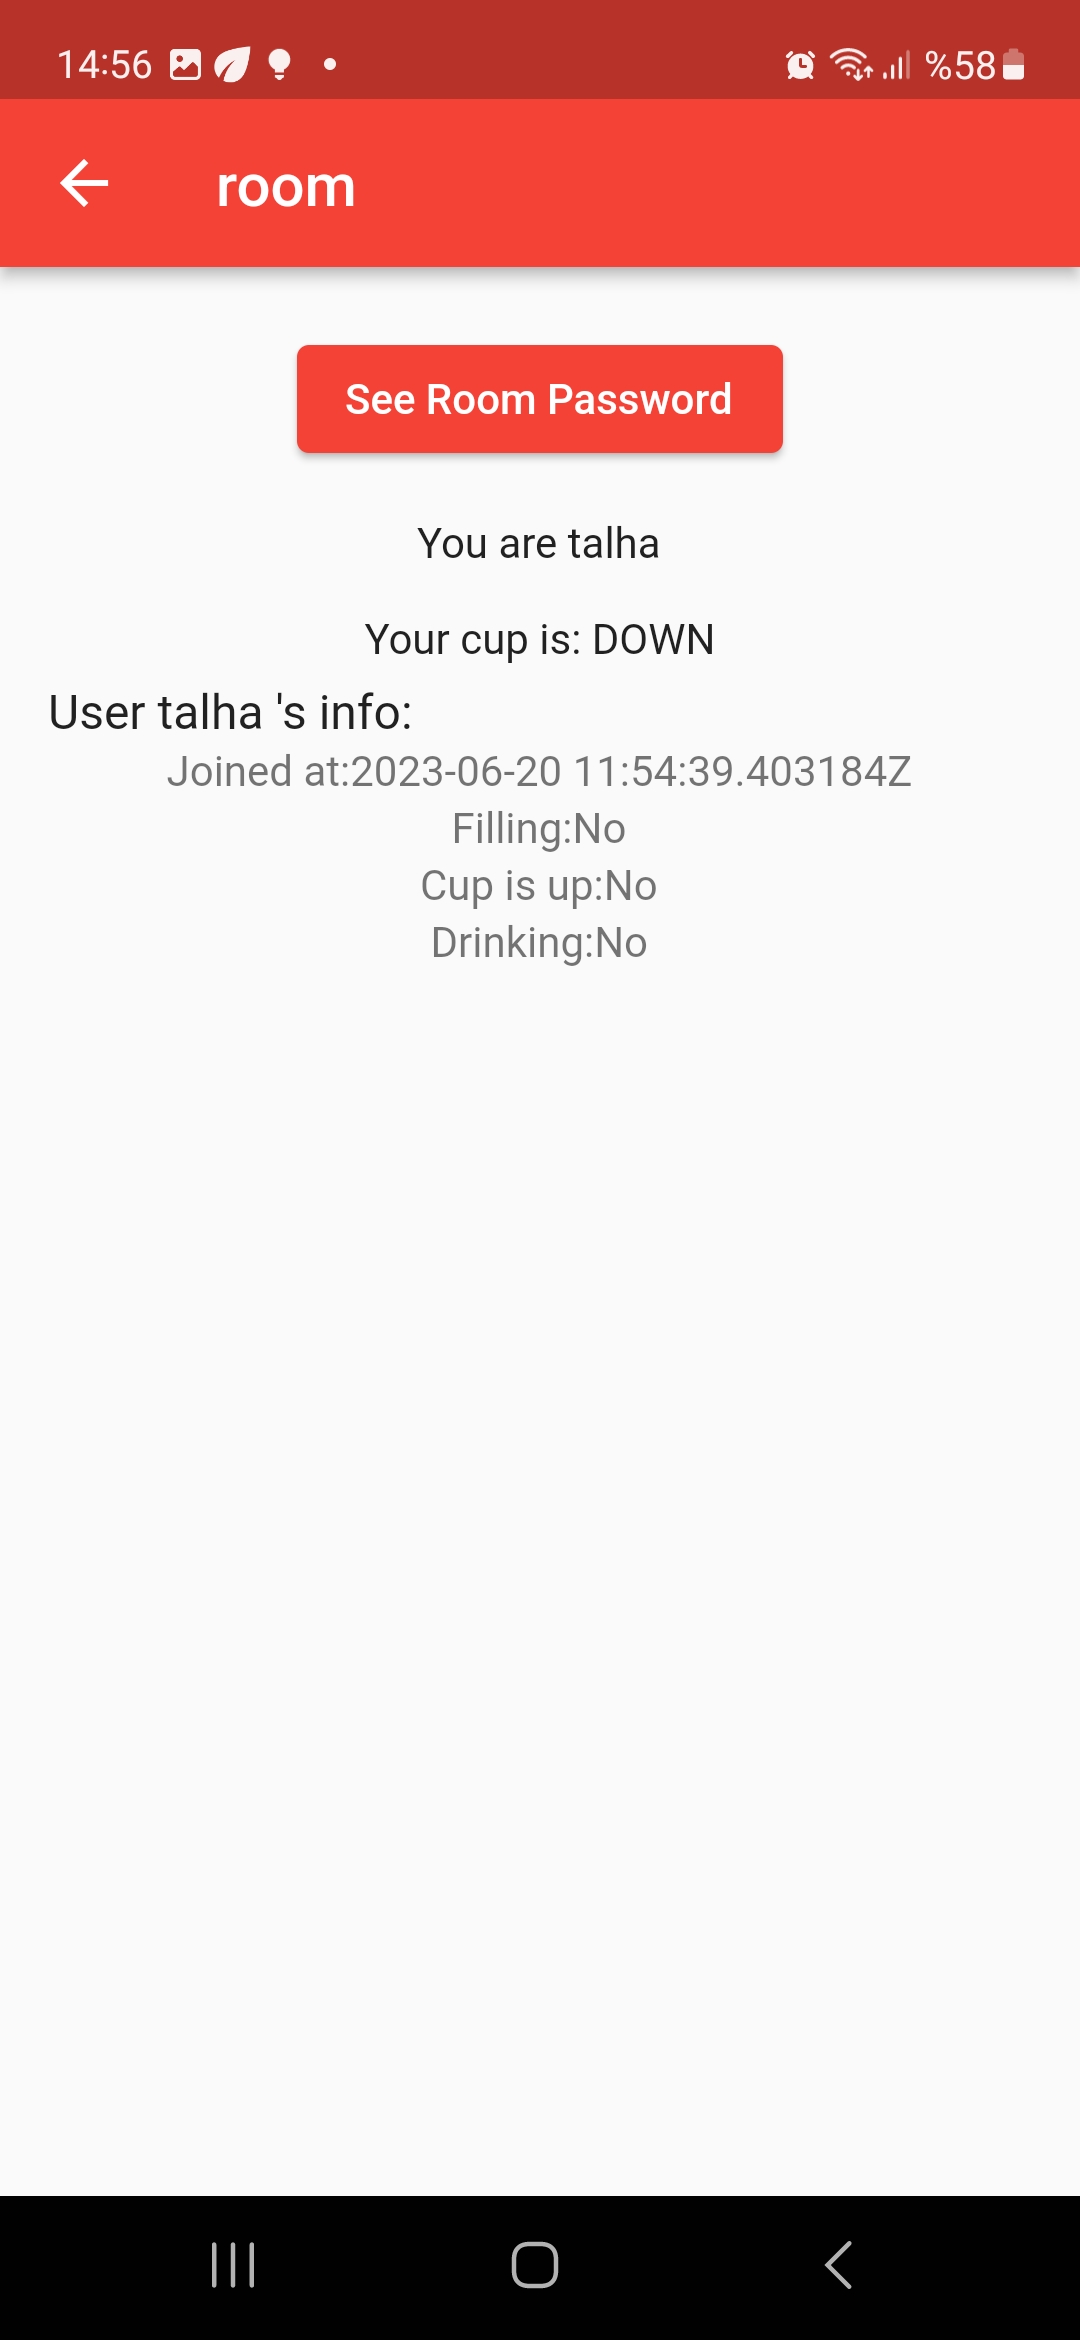 14:56 %58
room
See Room Password
You are talha
Your cup is: DOWN
User talha 's info:
Joined at:2023-06-20 11:54:39.403184Z
Filling:No
Cup is up:No
Drinking:No